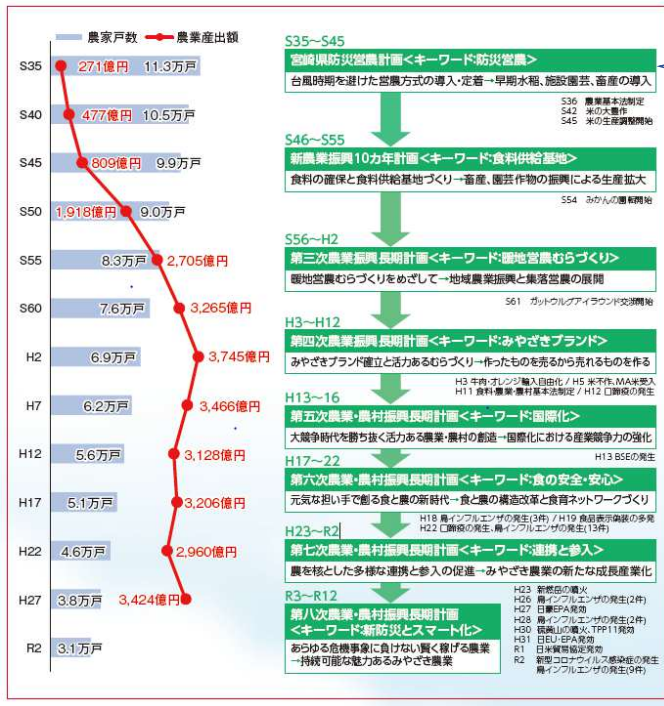 農家戸数 農業産出額
S35 271億円 11.3万戸
S40 477億円 10.5万戸
S45 809億円 9.9万戸
S50 1,918億円 9.0万戸
S55 8.3万戸 2,705億円
S60 7.6万戸 3,265億円
H2 6.9万戸 3,745億円
H7 6.2万戸 3,466億円
H12 5.6万戸 3,128億円
H17 5.1万戸 3,206億円
H22 4.6万戸 2,960億円
H27 3.8万戸 3,424億円
R2 3.1万戸
S35～S45
宮崎県防災営農計画＜キーワード：防災営農＞
台風時期を避けた営農方式の導入・定着→早期水稲、施設園芸、畜産の導入
S36 農業基本法制定
S42 米の大豊作
S45 米の生産調整開始
S46～S55
新農業振興10カ年計画＜キーワード：食料供給基地＞
食料の確保と食料供給基地づくり→畜産、園芸作物の振興による生産拡大
S54 みかんの園転開始
S56～H2
第三次農業振興長期計画＜キーワード：暖地営農むらづくり＞
暖地営農むらづくりをめざして→地域農業振興と集落営農の展開
S61 ガットウルグアイラウンド交渉開始
H3～H12
第四次農業振興長期計画＜キーワード：みやざきブランド＞
みやざきブランド確立と活力あるむらづくり→作ったものを売るから売れるものを作る
H3 牛肉・オレンジ輸入自由化 / H5 米不作、MA米受入
H11 食料・農業・農村基本法制定 / H12 口蹄疫の発生
H13～16
第五次農業・農村振興長期計画＜キーワード：国際化＞
大競争時代を勝ち抜く活力ある農業・農村の創造→国際化における産業競争力の強化
H13 BSEの発生
H17～22
第六次農業・農村振興長期計画＜キーワード：食の安全・安心＞
元気な担い手で創る食と農の新時代→食と農の構造改革と食育ネットワークづくり
H18 鳥インフルエンザの発生(3件) / H19 食品表示偽装の多発
H22 口蹄疫の発生、鳥インフルエンザの発生(13件)
H23～R2
第七次農業・農村振興長期計画＜キーワード：連携と参入＞
農を核とした多様な連携と参入の促進→みやざき農業の新たな成長産業化
H23 新燃岳の噴火
H26 鳥インフルエンザの発生(2件)
H27 日豪EPA発効
H28 鳥インフルエンザの発生(2件)
H30 硫黄山の噴火、TPP11発効
H31 日EU・EPA発効
R1 日米貿易協定発効
R2 新型コロナウイルス感染症の発生
鳥インフルエンザの発生(9件)
R3～R12
第八次農業・農村振興長期計画
＜キーワード：新防災とスマート化＞
あらゆる危機事象に負けない賢く稼げる農業
→持続可能な魅力あるみやざき農業